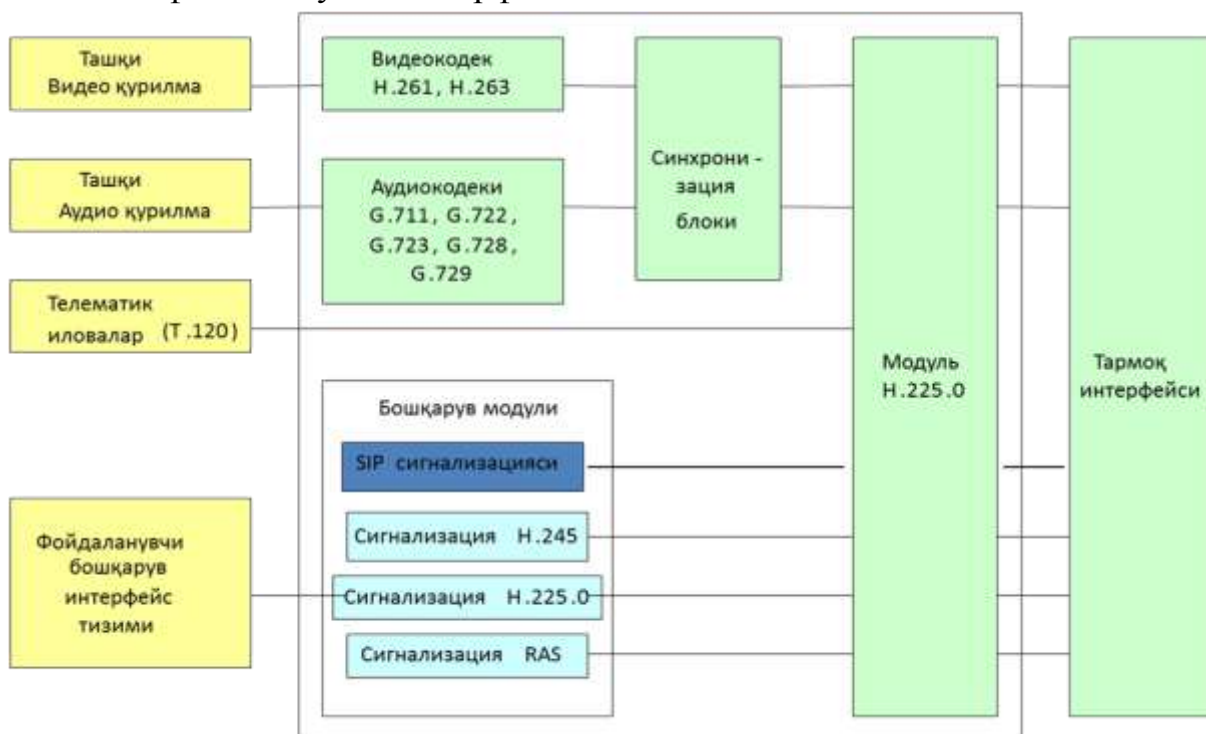 Ташқи
Видео қурилма
Видеокодек
H.261, H.263
Ташқи
Аудио қурилма
Аудиокодеки
G.711, G.722,
G.723, G.728,
G.729
Синхрони -
зация
блоки
Телематик
иловалар (T.120)
Модуль
H.225.0
Тармоқ
интерфейси
Бошқарув модули
SIP сигнализацияси
Сигнализация H.245
Сигнализация H.225.0
Сигнализация RAS
Фойдаланувчи
бошқарув
интерфейс
тизими